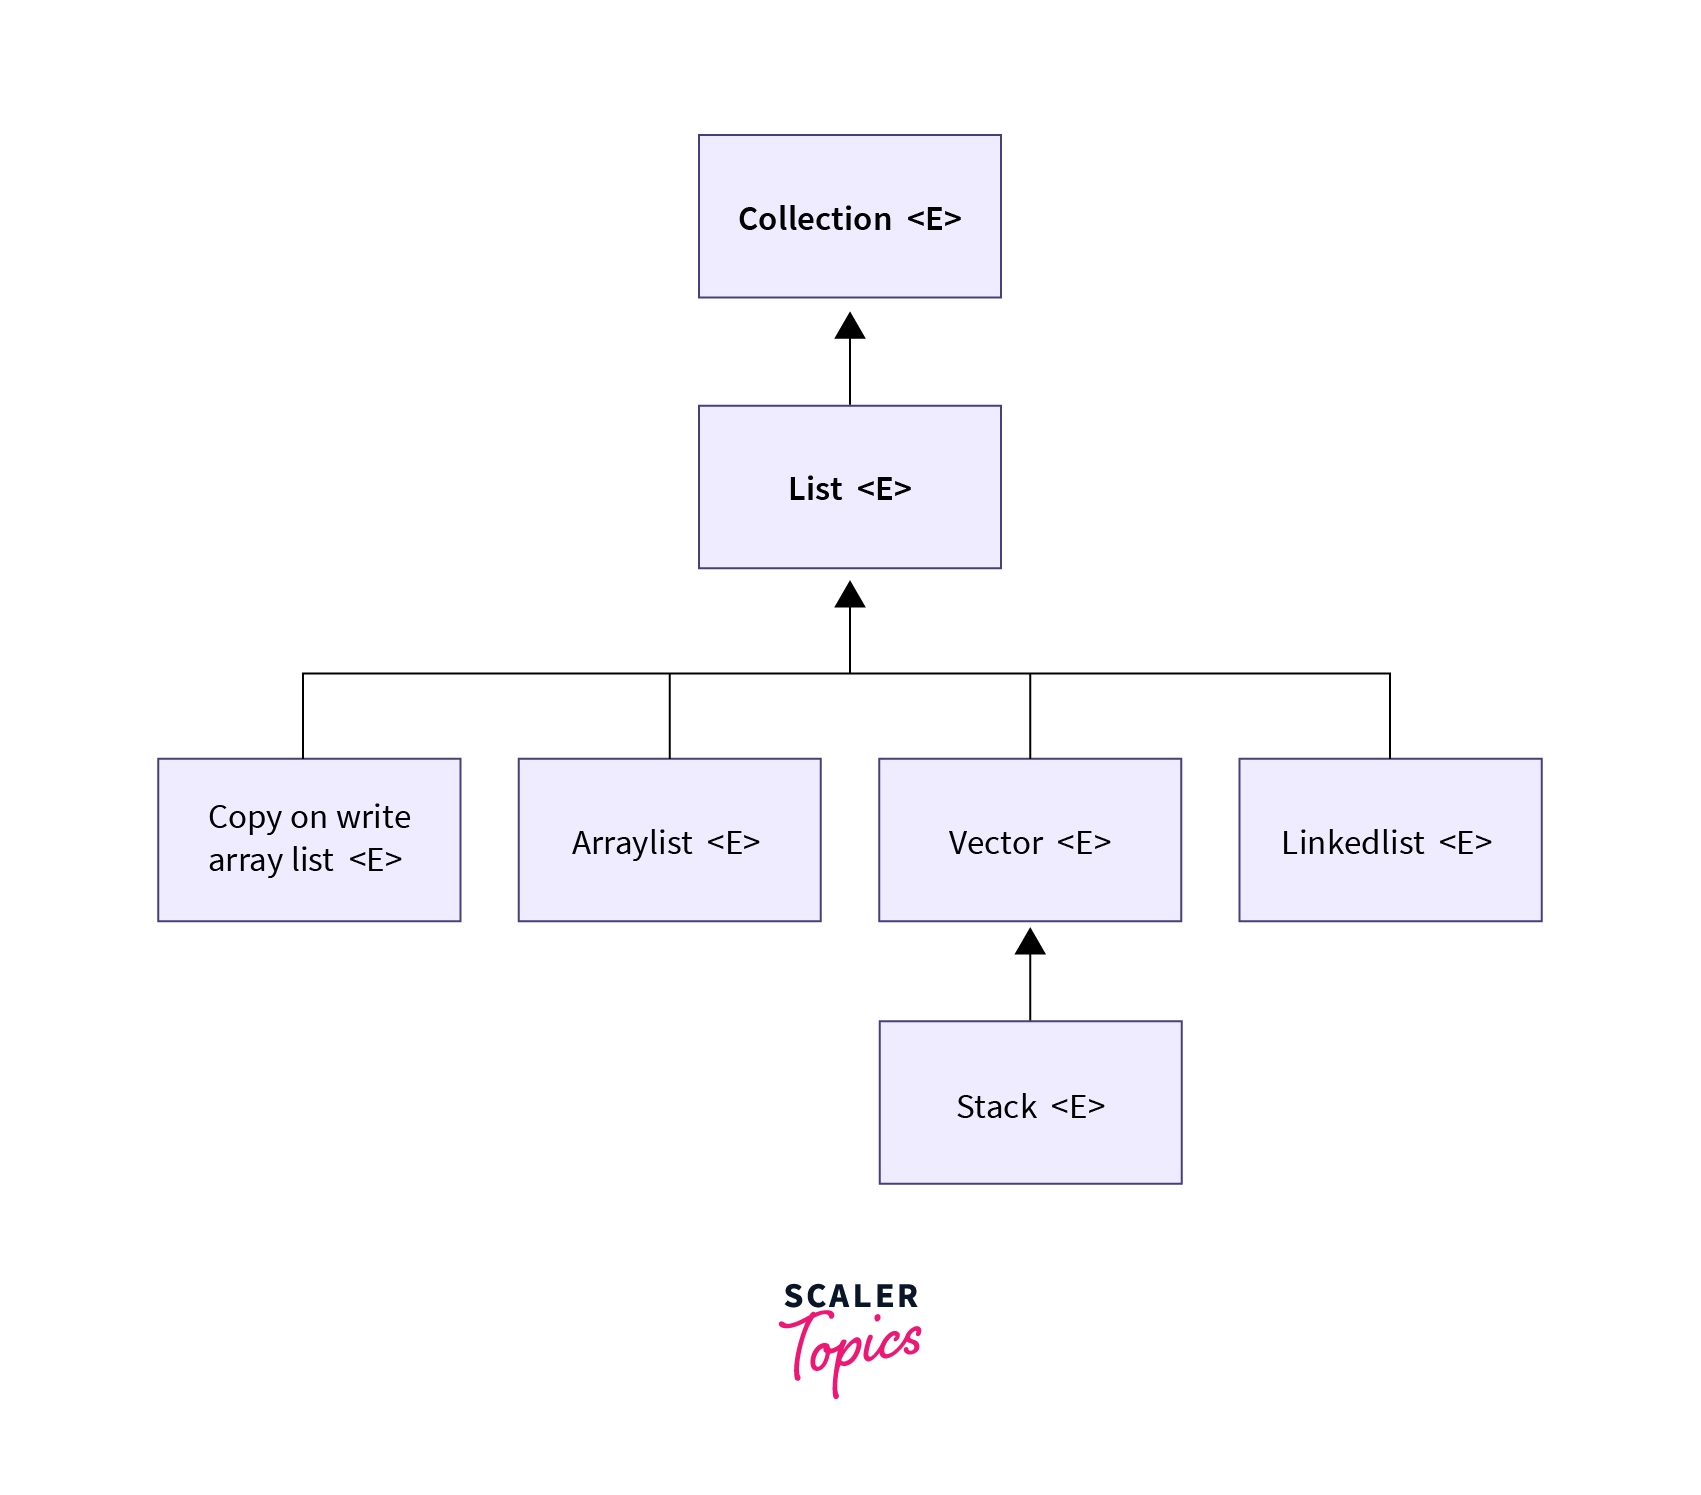 Collection <E>
List <E>
Copy on write
array list <E>
Arraylist <E>
Vector <E>
Linkedlist <E>
Stack <E>
SCALER
Topics